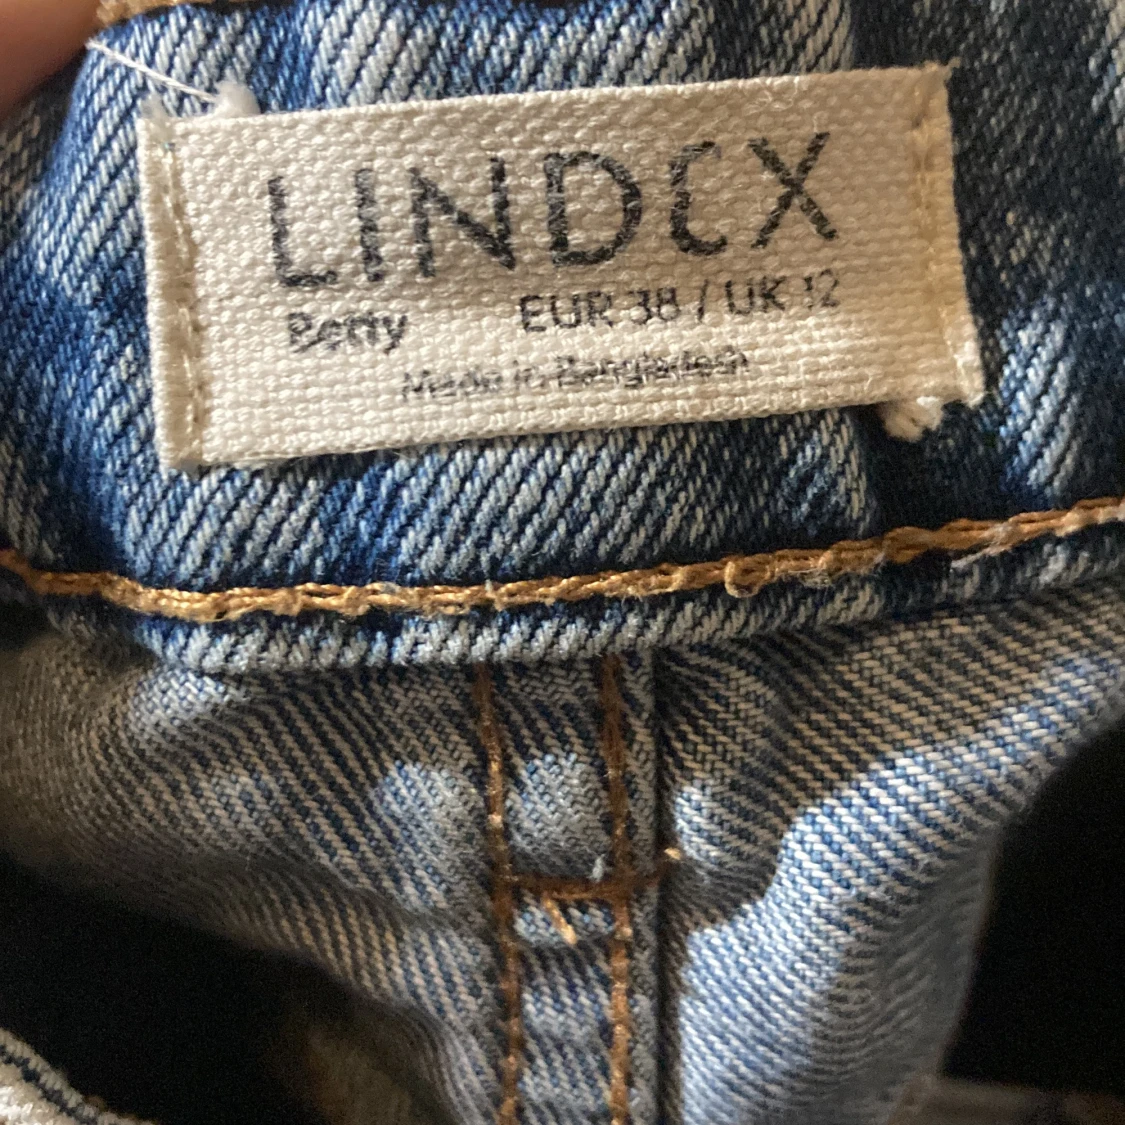 LINDEX
Betty EUR 38 / UK 12
Made in Bangladesh